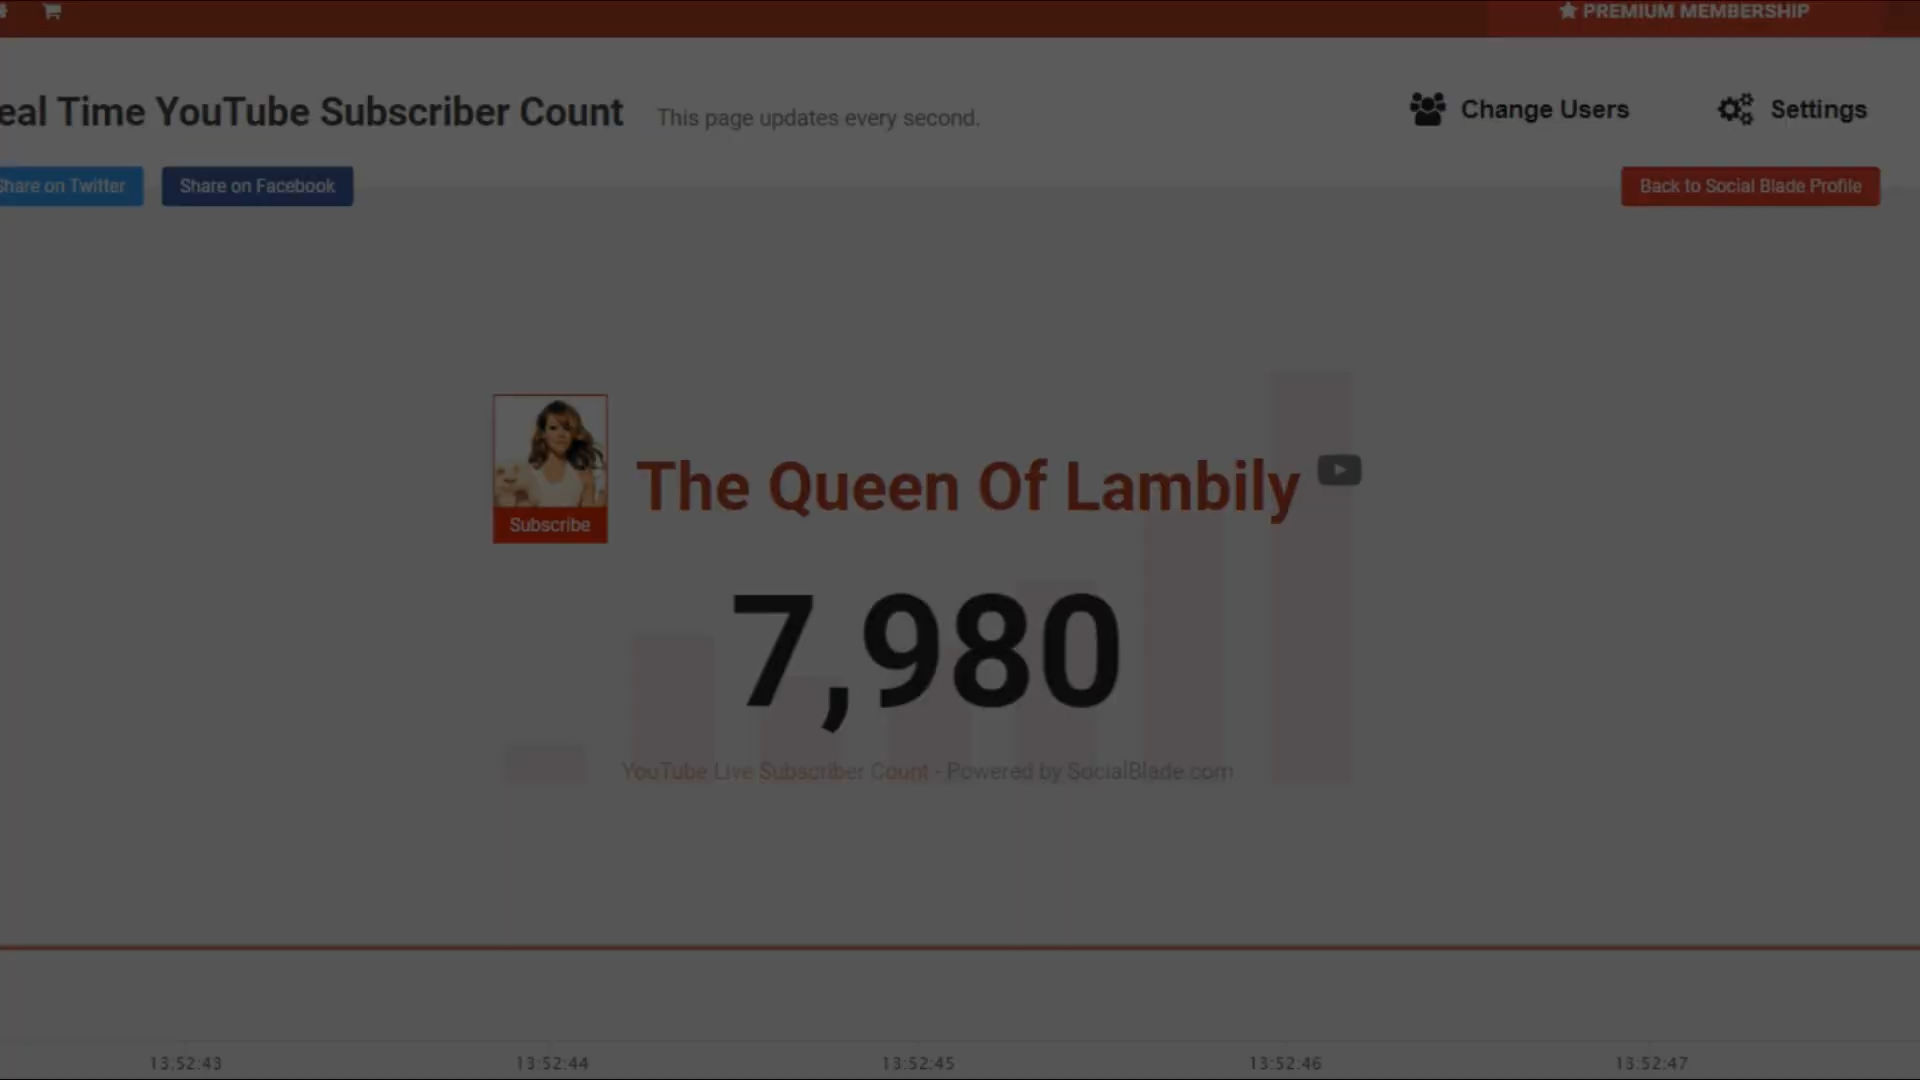 PREMIUM MEMBERSHIP
eal Time YouTube Subscriber Count This page updates every second.
Change Users Settings
Share on Twitter Share on Facebook Back to Social Blade Profile
The Queen Of Lambily
Subscribe
7,980
YouTube Live Subscriber Count - Powered by SocialBlade.com
13:52:43 13:52:44 13:52:45 13:52:46 13:52:47